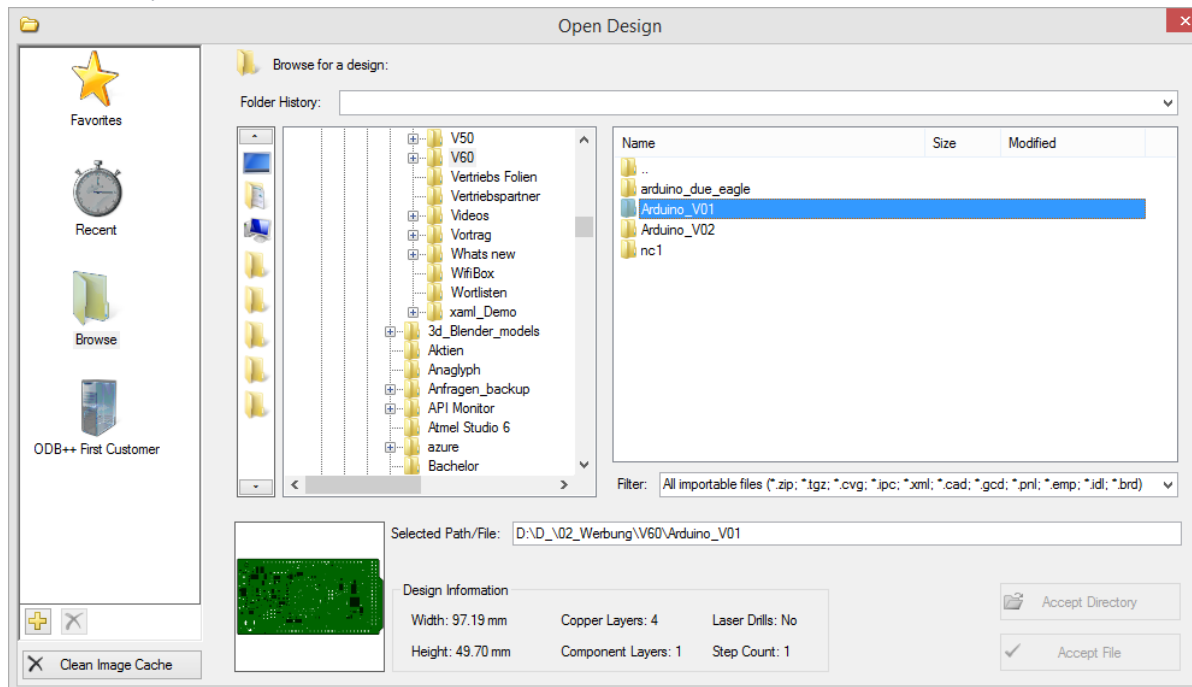 Open Design
Favorites
Recent
Browse
ODB++ First Customer
Clean Image Cache
Browse for a design:
Folder History:
V50
V60
Vertriebs Folien
Vertriebspartner
Videos
Vortrag
Whats new
WifiBox
Wortlisten
xaml_Demo
3d_Blender_models
Aktien
Anaglyph
Anfragen_backup
API Monitor
Atmel Studio 6
azure
Bachelor
Name Size Modified
..
arduino_due_eagle
Arduino_V01
Arduino_V02
nc1
Filter: All importable files (*.zip; *.tgz; *.cvg; *.ipc; *.xml; *.cad; *.gcd; *.pnl; *.emp; *.idl; *.brd)
Selected Path/File: D:\D_\02_Werbung\V60\Arduino_V01
Design Information
Width: 97.19 mm Copper Layers: 4 Laser Drills: No
Height: 49.70 mm Component Layers: 1 Step Count: 1
Accept Directory
Accept File